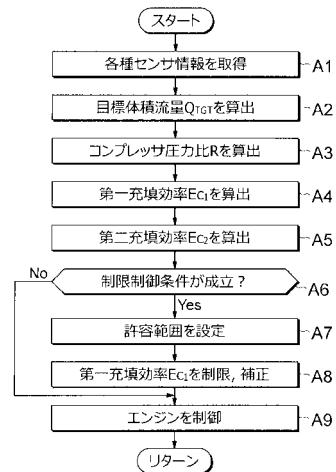 スタート
各種センサ情報を取得 A1
目標体積流量QTGTを算出 A2
コンプレッサ圧力比Rを算出 A3
第一充填効率Ec1を算出 A4
第二充填効率Ec2を算出 A5
No 制限制御条件が成立？ A6
Yes
許容範囲を設定 A7
第一充填効率Ec1を制限, 補正 A8
エンジンを制御 A9
リターン